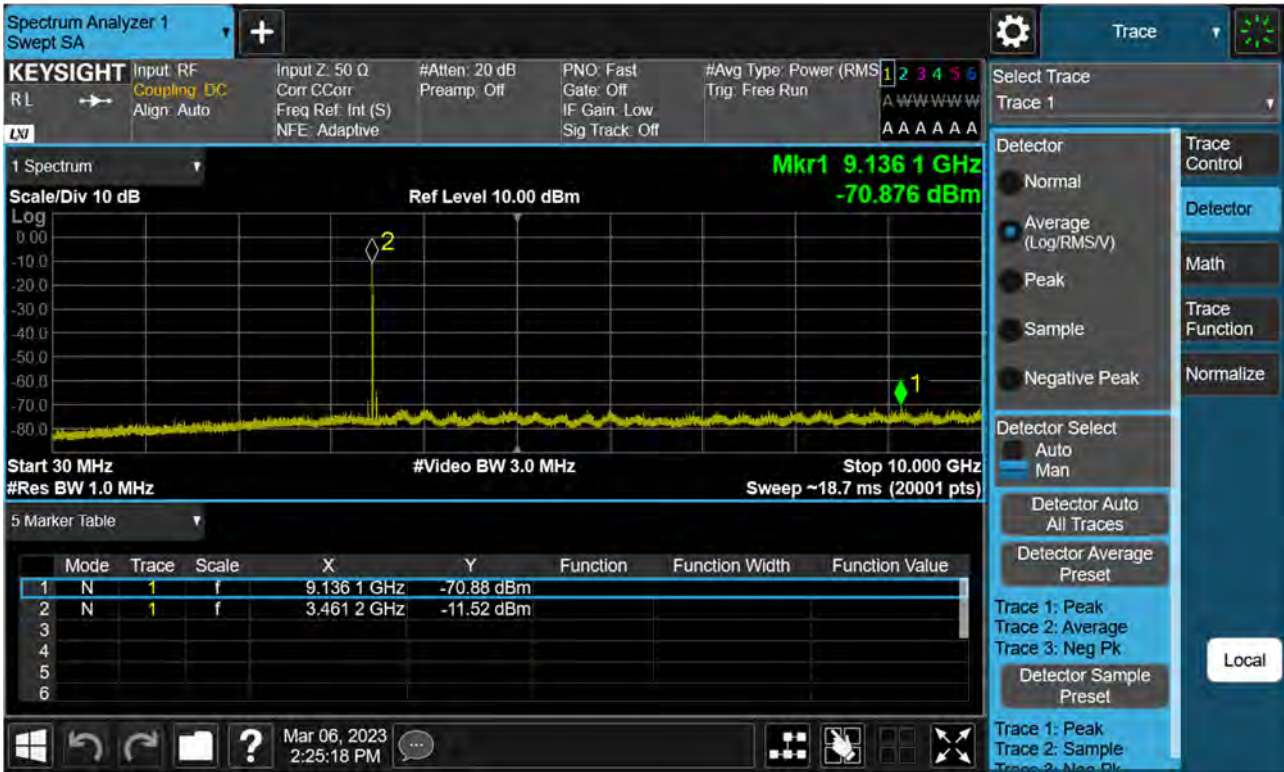 Spectrum Analyzer 1
Swept SA
Trace
KEYSIGHT
R L
LXI
Input: RF
Coupling: DC
Align: Auto
Input Z: 50 Ω
Corr CCorr
Freq Ref: Int (S)
NFE: Adaptive
#Atten: 20 dB
Preamp: Off
PNO: Fast
Gate: Off
IF Gain: Low
Sig Track: Off
#Avg Type: Power (RMS
Trig: Free Run
1 2 3 4 5 6
A W W W W W
A A A A A A
Select Trace
Trace 1
1 Spectrum
Mkr1 9.136 1 GHz
Scale/Div 10 dB
Ref Level 10.00 dBm
-70.876 dBm
Log
0.00
-10.0
-20.0
-30.0
-40.0
-50.0
-60.0
-70.0
-80.0
2
1
Start 30 MHz
#Video BW 3.0 MHz
Stop 10.000 GHz
#Res BW 1.0 MHz
Sweep ~18.7 ms (20001 pts)
5 Marker Table
Mode Trace Scale X Y Function Function Width Function Value
1 N 1 f 9.136 1 GHz -70.88 dBm
2 N 1 f 3.461 2 GHz -11.52 dBm
3
4
5
6
Detector
Normal
Average
(Log/RMS/V)
Peak
Sample
Negative Peak
Detector Select
Auto
Man
Detector Auto
All Traces
Detector Average
Preset
Trace 1: Peak
Trace 2: Average
Trace 3: Neg Pk
Detector Sample
Preset
Trace 1: Peak
Trace 2: Sample
Trace 3: Neg Pk
Trace
Control
Detector
Math
Trace
Function
Normalize
Local
?
Mar 06, 2023
2:25:18 PM